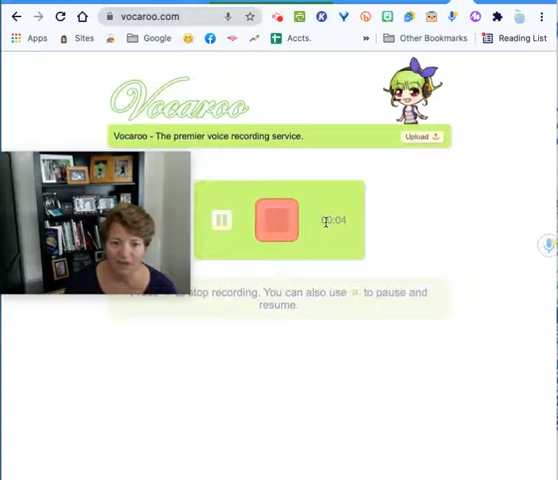 vocaroo.com
Apps Sites Google Accts. » Other Bookmarks Reading List
Vocaroo
Vocaroo - The premier voice recording service. Upload
00:04
stop recording. You can also use to pause and
resume.